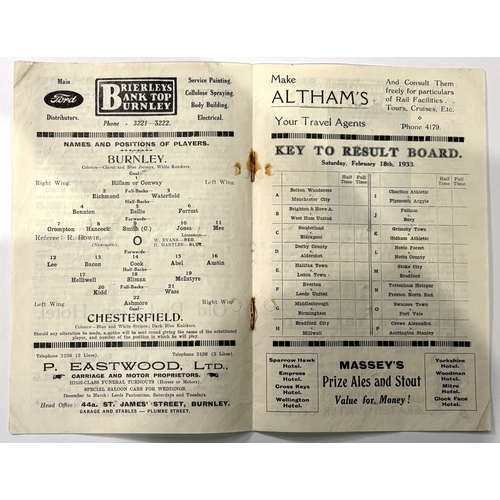 Main
Ford
Distributors.
BRIERLEYS
BANK TOP
BURNLEY
Phone - 3221—3222.
Service Painting.
Cellulose Spraying.
Body Building.
Electrical.
NAMES AND POSITIONS OF PLAYERS.
BURNLEY.
Colours—Claret and Blue Jerseys, White Knickers.
Goal
1
Right Wing. Hillam or Conway Left Wing.
2 Full-Backs 3
Richmond Waterfield
4 Half-Backs 5 6
Bennion Bellis Forrest
7 8 9 10 11
Crompton Hancock Smith (C.) Jones Mee
Referee: R. Bowie,
(Newcastle).
O
W. EVANS—RED.
H. HARTLES—BLUE
12 13 14 15 16
Lee Bacon Cook Abel Austin
17 18 Half-Backs 19
Helliwell Sliman McIntyre
20 Full-Backs 21
Kidd Wass
22
Left Wing. Ashmore Right Wing
Goal
CHESTERFIELD.
Colours—Blue and White Stripes; Dark Blue Knickers.
Should any alteration be made, a notice will be sent round giving the name of the substituted
player, and number of the position in which he will play.
Telephone 2136 (2 Lines) Telephone 2136 (2 Lines)
P. EASTWOOD, LTD.,
CARRIAGE AND MOTOR PROPRIETORS.
HIGH-CLASS FUNERAL TURNOUTS (Horses or Motors).
SPECIAL SALOON CARS FOR WEDDINGS
December to March: Leeds Pantomime, Saturdays and Tuesdays.
Head Office: 44a. ST. JAMES' STREET, BURNLEY.
GARAGE AND STABLES — PLUMBE STREET.
Make
ALTHAM'S
Your Travel Agents
And Consult Them
freely for particulars
of Rail Facilities
Tours, Cruises, Etc.
'Phone 4179.
KEY TO RESULT BOARD.
Saturday, February 18th, 1933.
Half Time Full Time Half Time Full Time
A Bolton Wanderers
Manchester City
B Brighton & Hove A.
West Ham United
C Sunderland
Blackpool
D Derby County
Aldershot
E Halifax Town
Luton Town
F Everton
Leeds United
G Middlesbrough
Birmingham
H Bradford City
Millwall
I Charlton Athletic
Plymouth Argyle
J Fulham
Bury
K Grimsby Town
Oldham Athletic
L Notts Forest
Notts County
M Stoke City
Bradford
N Tottenham Hotspur
Preston North End
O Swansea Town
Port Vale
P Crewe Alexandra
Accrington Stanley
Sparrow Hawk
Hotel.
Empress
Hotel.
Cross Keys
Hotel.
Wellington
Hotel.
MASSEY'S
Prize Ales and Stout
Value for Money!
Yorkshire
Hotel.
Woodman
Hotel.
Mitre
Hotel.
Clock Face
Hotel.